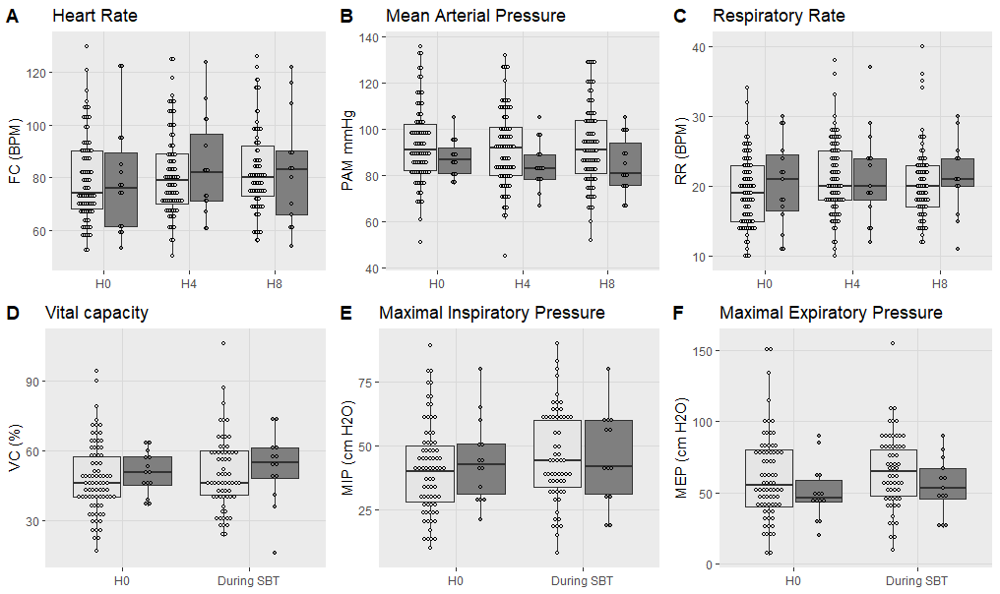 A Heart Rate
FC (BPM)
120
100
80
60
H0 H4 H8
B Mean Arterial Pressure
PAM mmHg
140
120
100
80
60
40
H0 H4 H8
C Respiratory Rate
RR (BPM)
40
30
20
10
H0 H4 H8
D Vital capacity
VC (%)
90
60
30
H0 During SBT
E Maximal Inspiratory Pressure
MIP (cm H2O)
75
50
25
H0 During SBT
F Maximal Expiratory Pressure
MEP (cm H2O)
150
100
50
0
H0 During SBT